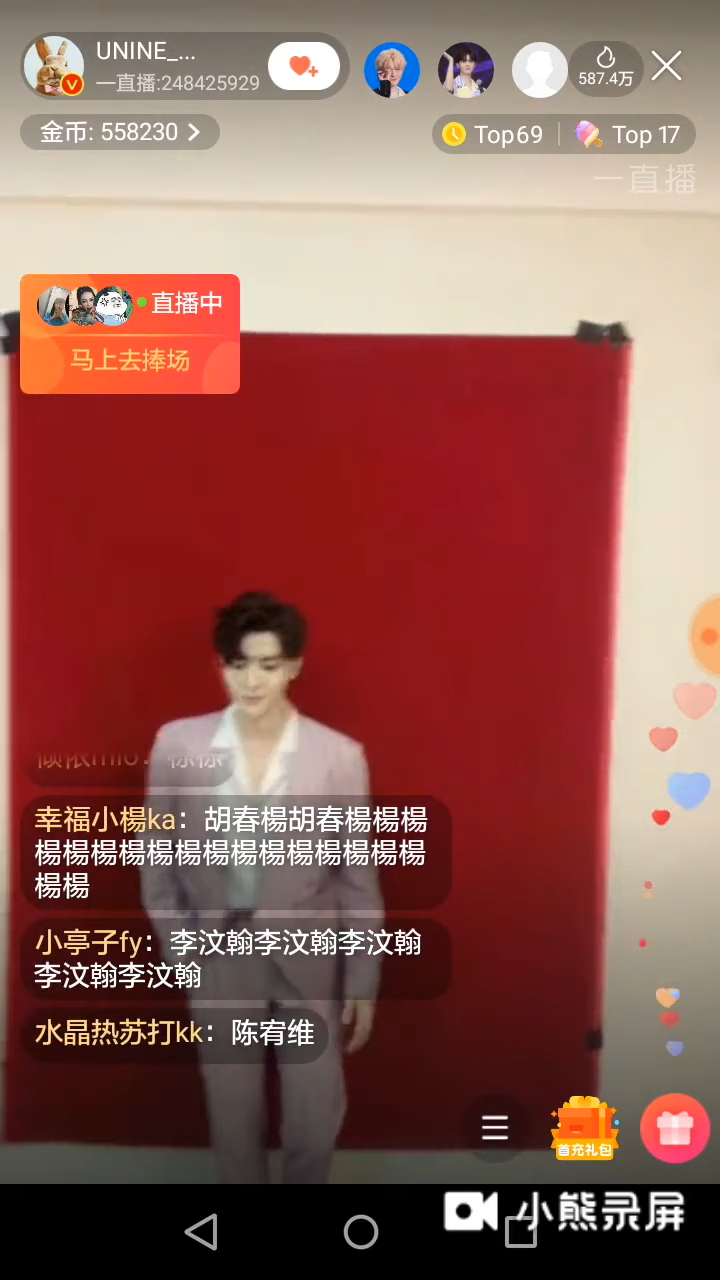 UNINE_...
一直播:248425929
587.4万
金币: 558230
Top69
Top 17
一直播
直播中
马上去捧场
幸福小楊ka：胡春楊胡春楊楊楊
楊楊楊楊楊楊楊楊楊楊楊楊楊楊
楊楊
小亭子fy：李汶翰李汶翰李汶翰
李汶翰李汶翰
水晶热苏打kk：陈宥维
首充礼包
小熊录屏